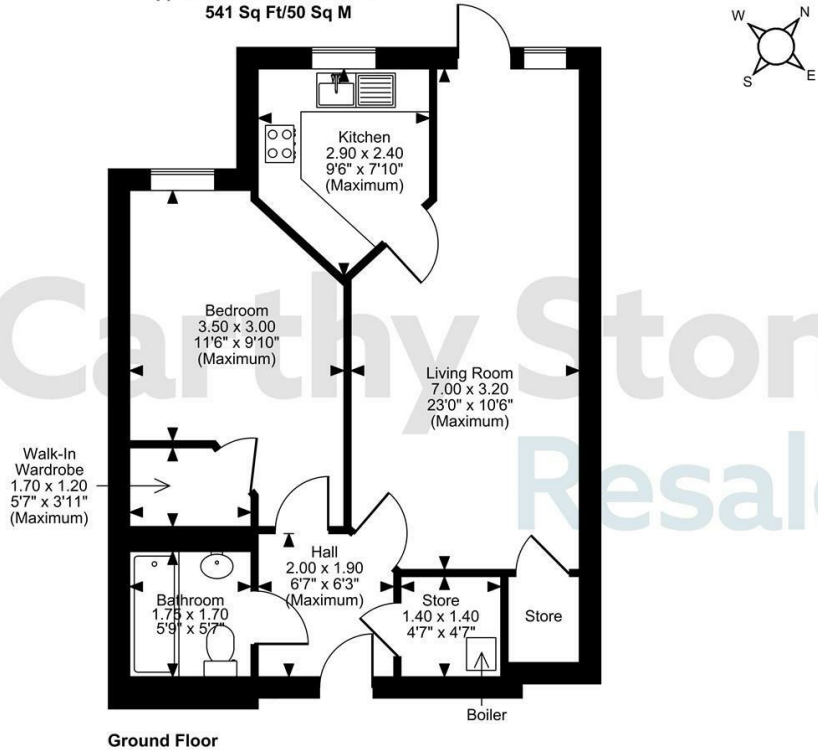 541 Sq Ft/50 Sq M
W
N
S
E
Kitchen
2.90 x 2.40
9'6" x 7'10"
(Maximum)
Bedroom
3.50 x 3.00
11'6" x 9'10"
(Maximum)
Living Room
7.00 x 3.20
23'0" x 10'6"
(Maximum)
Walk-In
Wardrobe
1.70 x 1.20
5'7" x 3'11"
(Maximum)
Hall
2.00 x 1.90
6'7" x 6'3"
(Maximum)
Bathroom
1.75 x 1.70
5'9" x 5'7"
Store
1.40 x 1.40
4'7" x 4'7"
Store
Boiler
Ground Floor
Carthy Ston
Resale